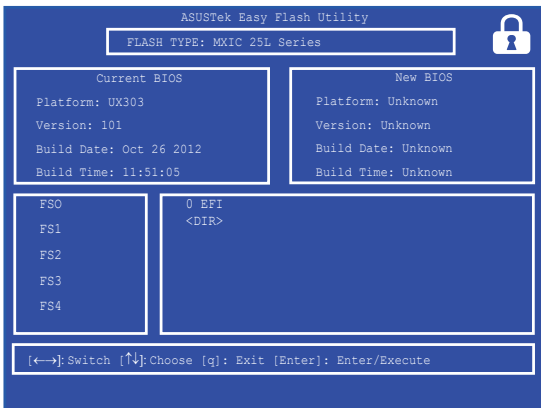 ASUSTek Easy Flash Utility
FLASH TYPE: MXIC 25L Series
Current BIOS
Platform: UX303
Version: 101
Build Date: Oct 26 2012
Build Time: 11:51:05
New BIOS
Platform: Unknown
Version: Unknown
Build Date: Unknown
Build Time: Unknown
FSO
FS1
FS2
FS3
FS4
0 EFI
<DIR>
[←→]: Switch [↑↓]: Choose [q]: Exit [Enter]: Enter/Execute